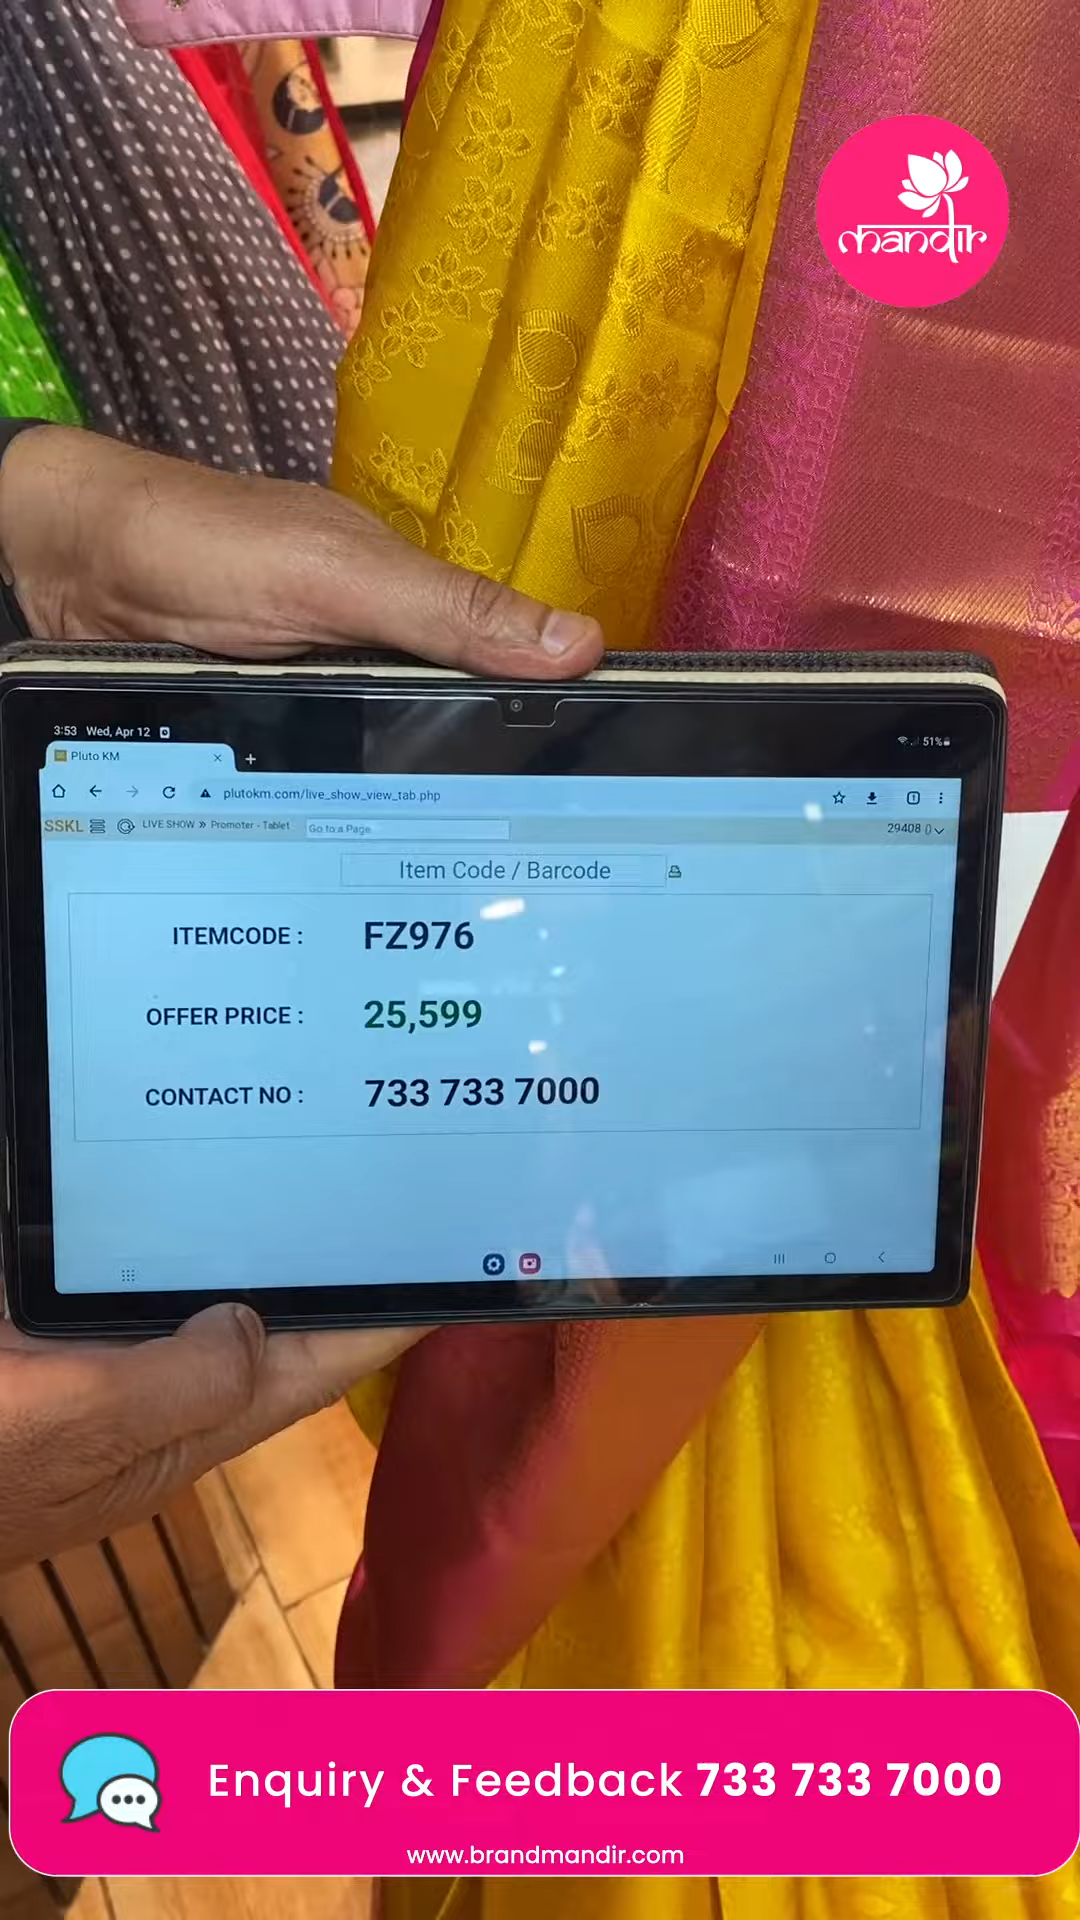 mandir
3:53 Wed, Apr 12
51%
Pluto KM
plutokm.com/live_show_view_tab.php
SSKL LIVE SHOW » Promoter - Tablet Go to a Page 29408 ()
Item Code / Barcode
ITEMCODE : FZ976
OFFER PRICE : 25,599
CONTACT NO : 733 733 7000
Enquiry & Feedback 733 733 7000
www.brandmandir.com